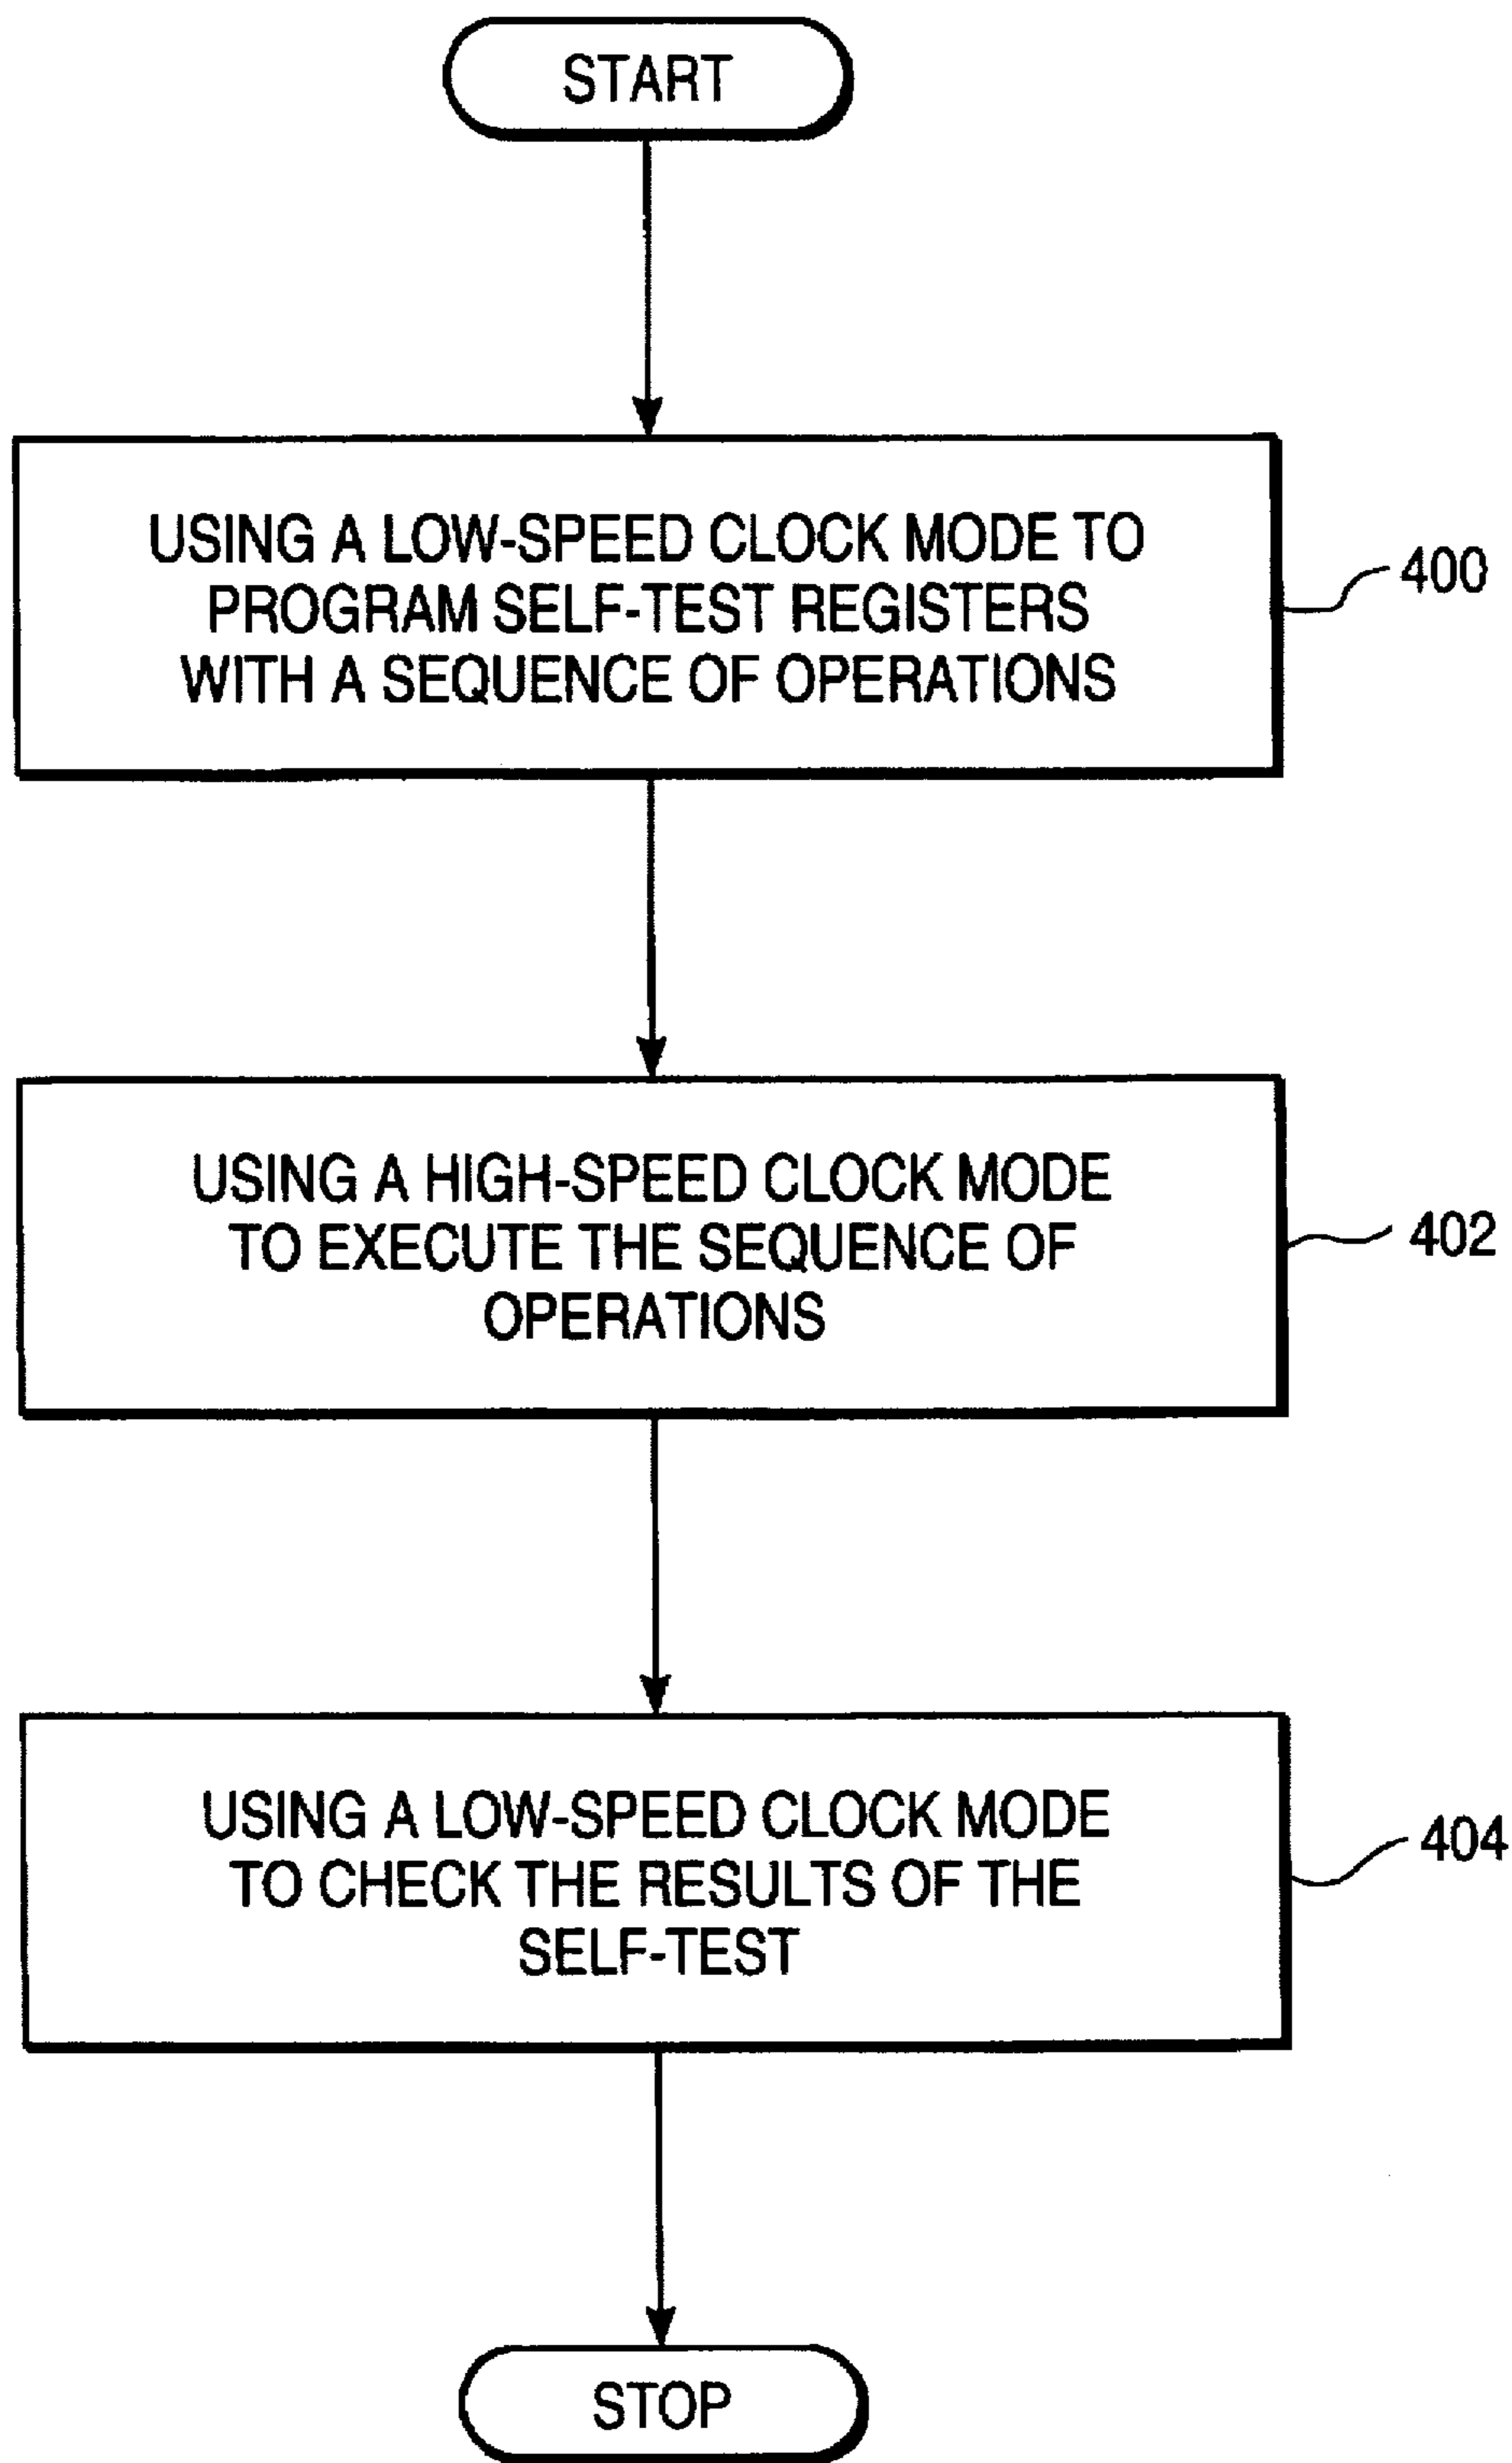 START
USING A LOW-SPEED CLOCK MODE TO
PROGRAM SELF-TEST REGISTERS
WITH A SEQUENCE OF OPERATIONS
400
USING A HIGH-SPEED CLOCK MODE
TO EXECUTE THE SEQUENCE OF
OPERATIONS
402
USING A LOW-SPEED CLOCK MODE
TO CHECK THE RESULTS OF THE
SELF-TEST
404
STOP